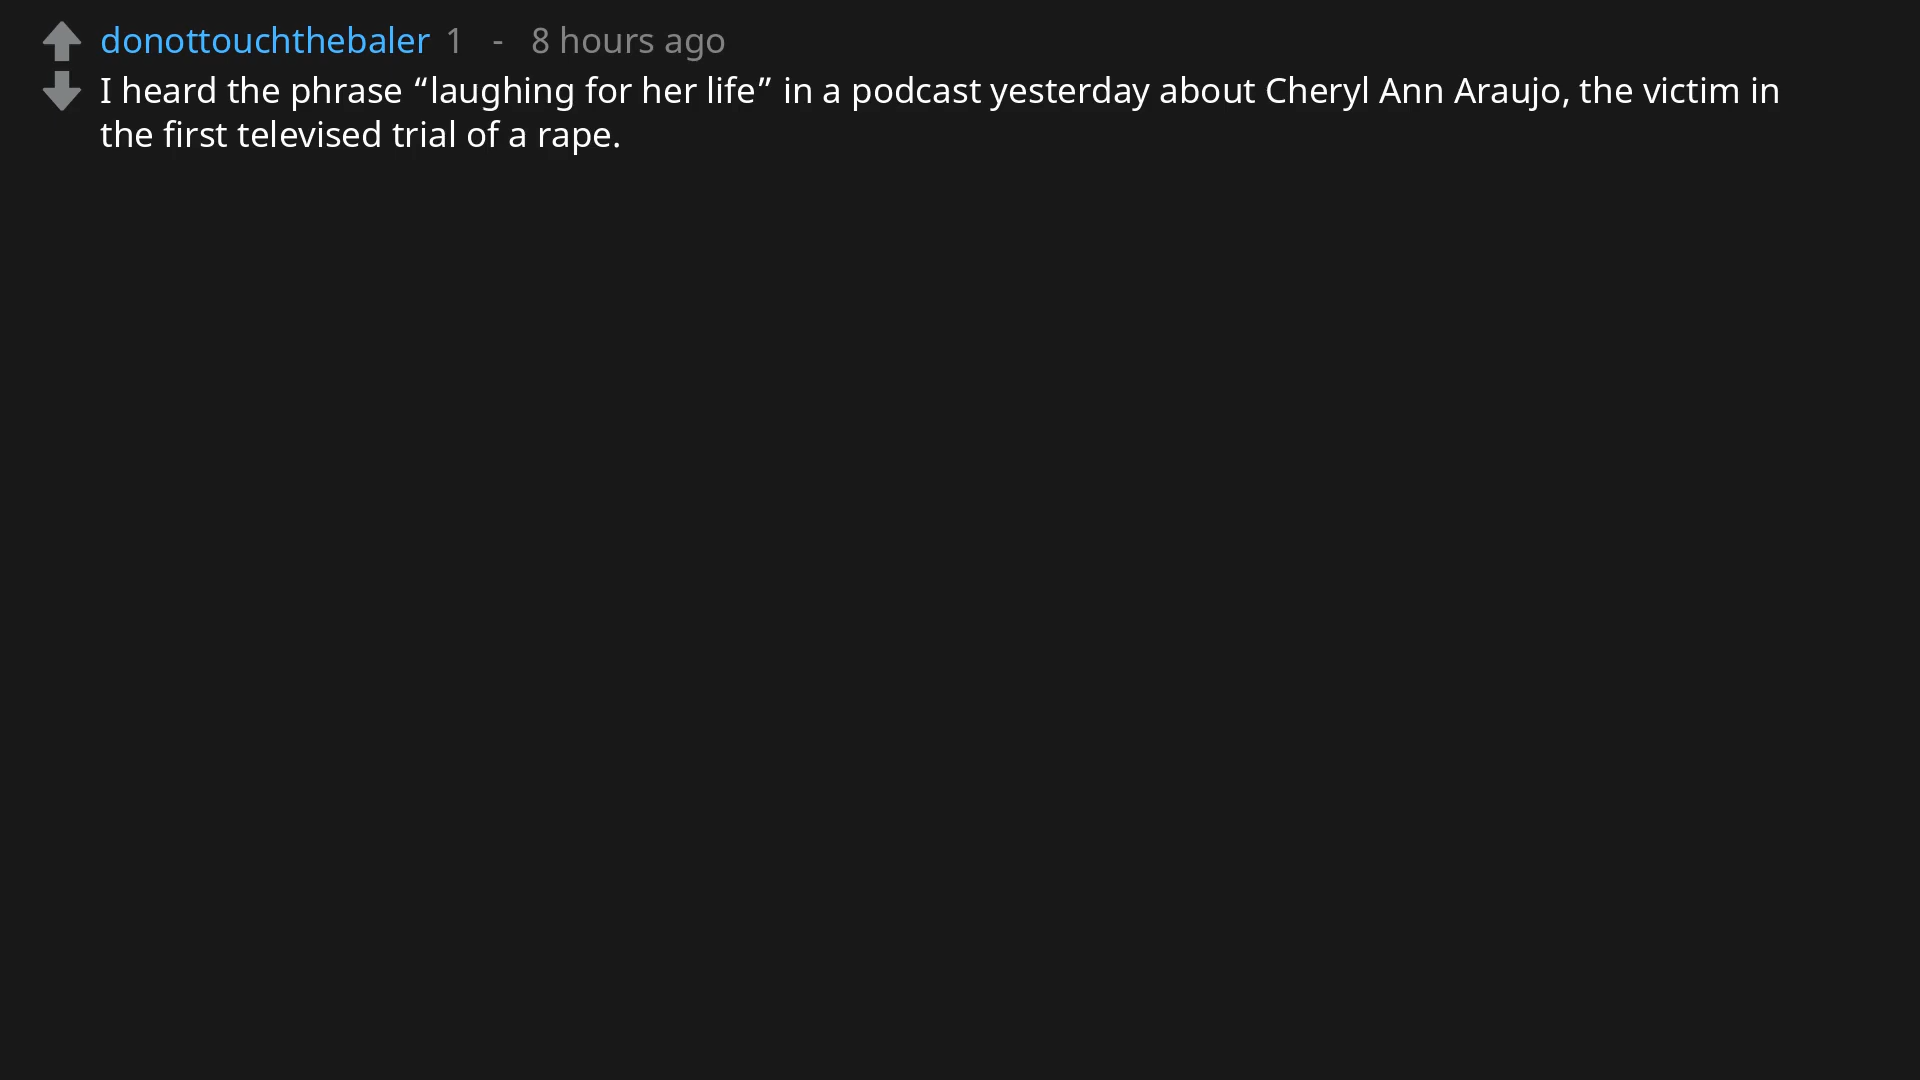 donottouchthebaler 1 - 8 hours ago
I heard the phrase “laughing for her life” in a podcast yesterday about Cheryl Ann Araujo, the victim in
the first televised trial of a rape.